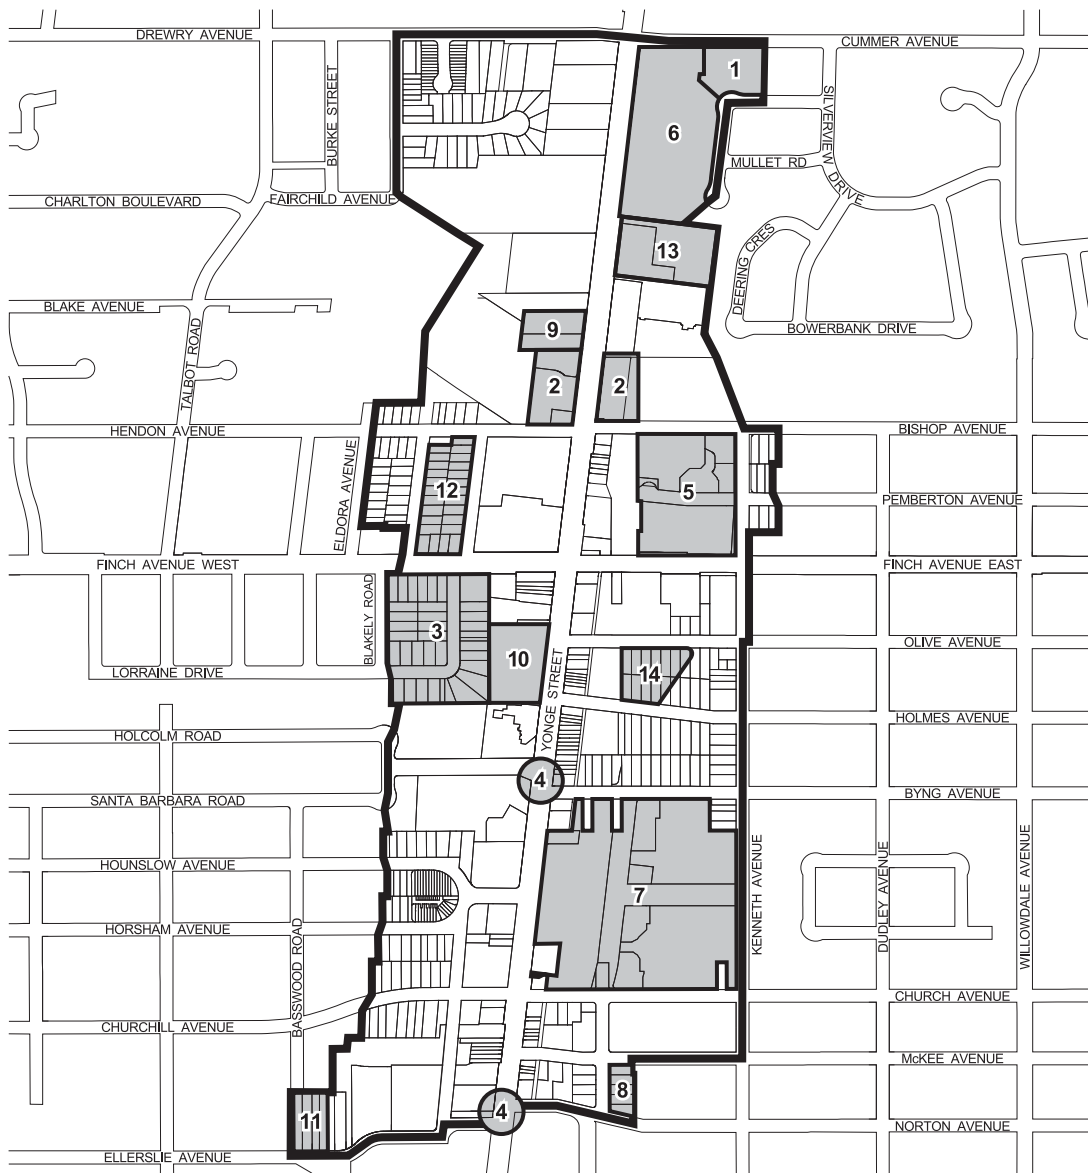 DREWRY AVENUE
CUMMER AVENUE
1
BURKE STREET
SILVERVIEW DRIVE
6
MULLET RD
CHARLTON BOULEVARD
FAIRCHILD AVENUE
13
DEERING CRES
BLAKE AVENUE
9
BOWERBANK DRIVE
TALBOT ROAD
2
2
HENDON AVENUE
BISHOP AVENUE
12
5
ELDORA AVENUE
PEMBERTON AVENUE
FINCH AVENUE WEST
FINCH AVENUE EAST
BLAKELY ROAD
3
OLIVE AVENUE
10
14
LORRAINE DRIVE
YONGE STREET
HOLMES AVENUE
HOLCOLM ROAD
4
SANTA BARBARA ROAD
BYNG AVENUE
HOUNSLOW AVENUE
7
KENNETH AVENUE
DUDLEY AVENUE
WILLOWDALE AVENUE
HORSHAM AVENUE
BASSWOOD ROAD
CHURCH AVENUE
CHURCHILL AVENUE
McKEE AVENUE
8
11
4
NORTON AVENUE
ELLERSLIE AVENUE